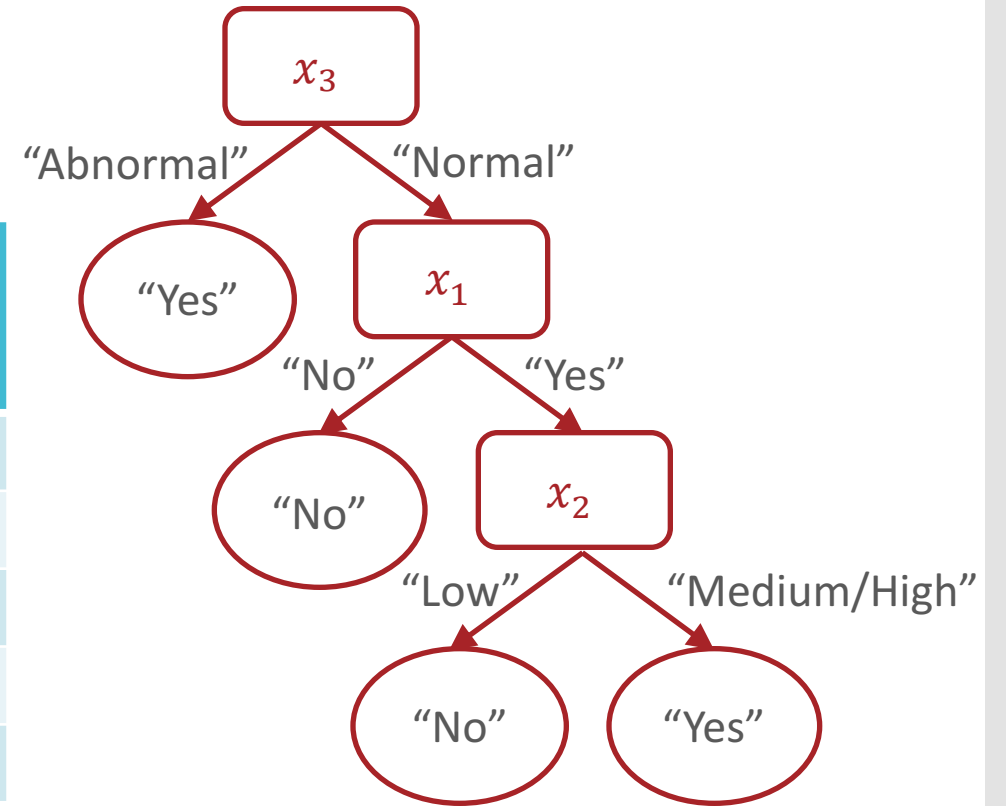 x₃
“Abnormal” “Normal”
“Yes” x₁
“No” “Yes”
“No” x₂
“Low” “Medium/High”
“No” “Yes”